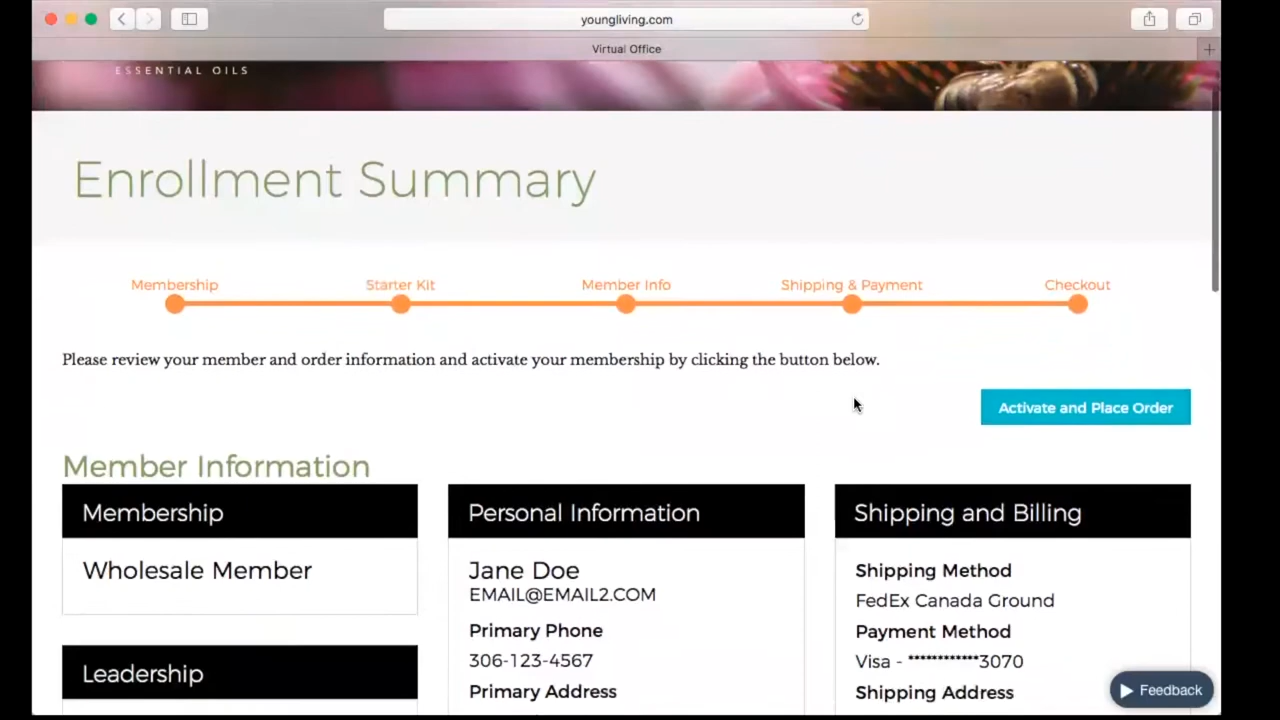 youngliving.com
Virtual Office
ESSENTIAL OILS
Enrollment Summary
Membership
Starter Kit
Member Info
Shipping & Payment
Checkout
Please review your member and order information and activate your membership by clicking the button below.
Activate and Place Order
Member Information
Membership
Wholesale Member
Leadership
Personal Information
Jane Doe
EMAIL@EMAIL2.COM
Primary Phone
306-123-4567
Primary Address
Shipping and Billing
Shipping Method
FedEx Canada Ground
Payment Method
Visa - ************3070
Shipping Address
Feedback